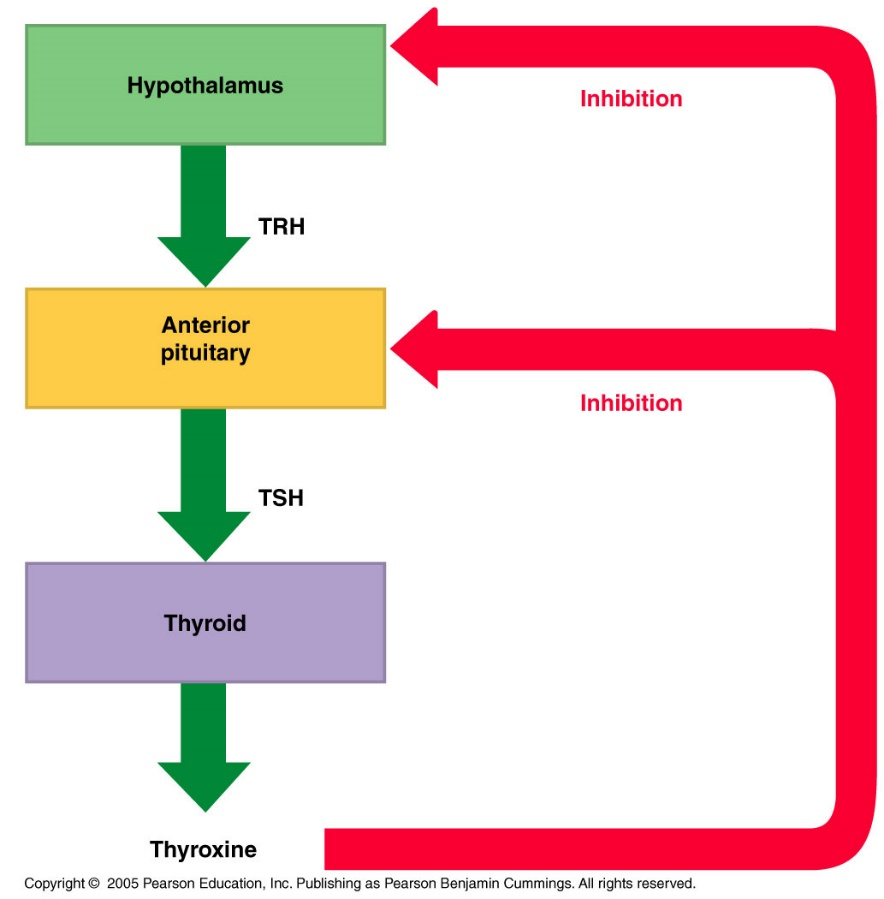 Hypothalamus
Inhibition
TRH
Anterior
pituitary
Inhibition
TSH
Thyroid
Thyroxine
Copyright © 2005 Pearson Education, Inc. Publishing as Pearson Benjamin Cummings. All rights reserved.